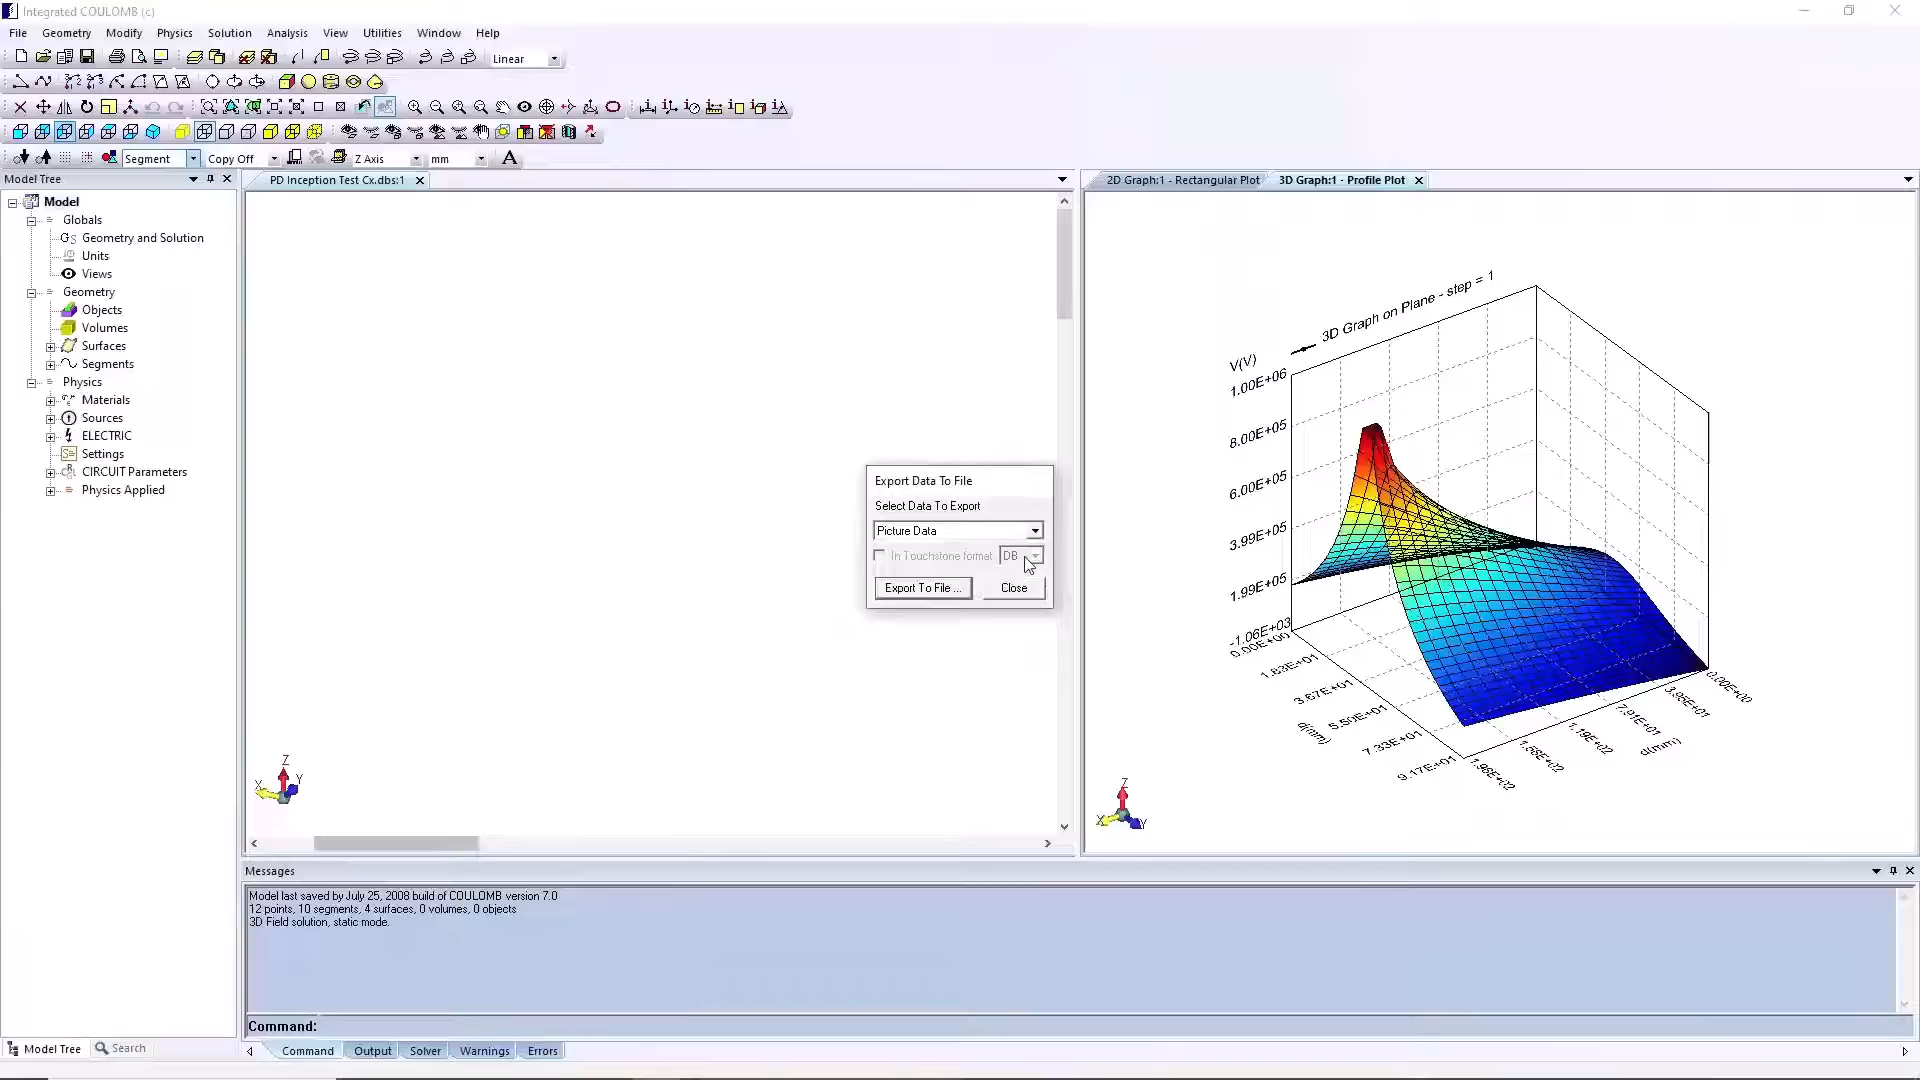 Integrated COULOMB (c)
File Geometry Modify Physics Solution Analysis View Utilities Window Help
Linear
Segment Copy Off Z Axis mm A
Model Tree
PD Inception Test Cx.dbs:1
2D Graph:1 - Rectangular Plot
3D Graph:1 - Profile Plot
Model
Globals
Geometry and Solution
Units
Views
Geometry
Objects
Volumes
Surfaces
Segments
Physics
Materials
Sources
ELECTRIC
Settings
CIRCUIT Parameters
Physics Applied
Export Data To File
Select Data To Export
Picture Data
In Touchstone format DB
Export To File ... Close
3D Graph on Plane - step = 1
V(V)
1.00E+06
8.00E+05
6.00E+05
3.99E+05
1.99E+05
-1.06E+03
0.00E+00
1.83E+01
3.67E+01
5.50E+01
7.33E+01
9.17E+01
d(mm)
0.00E+00
3.95E+01
7.91E+01
1.19E+02
1.58E+02
1.98E+02
d(mm)
Z
Y
X
Z
X
Y
Messages
Model last saved by July 25, 2008 build of COULOMB version 7.0
12 points, 10 segments, 4 surfaces, 0 volumes, 0 objects
3D Field solution, static mode.
Command:
Model Tree Search
Command Output Solver Warnings Errors